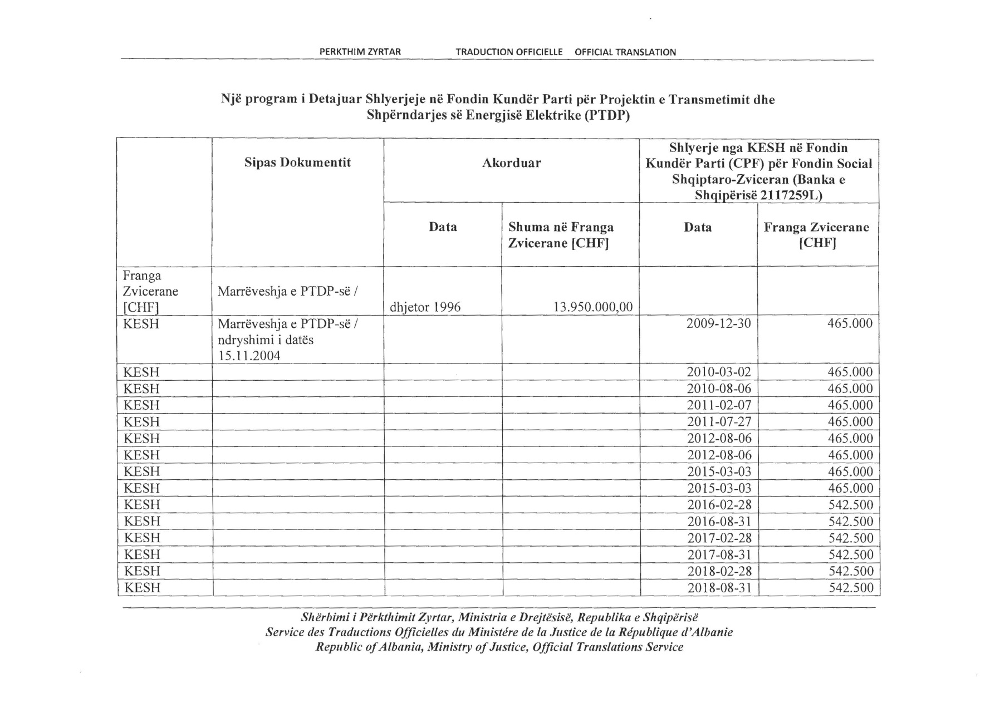 PERKTHIM ZYRTAR TRADUCTION OFFICIELLE OFFICIAL TRANSLATION
Një program i Detajuar Shlyerjeje në Fondin Kundër Parti për Projektin e Transmetimit dhe
Shpërndarjes së Energjisë Elektrike (PTDP)
Sipas Dokumentit
Akorduar
Shlyerje nga KESH në Fondin
Kundër Parti (CPF) për Fondin Social
Shqiptaro-Zviceran (Banka e
Shqipërisë 2117259L)
Data
Shuma në Franga
Zvicerane [CHF]
Data
Franga Zvicerane
[CHF]
Franga
Zvicerane
[CHF]
Marrëveshja e PTDP-së /
dhjetor 1996
13.950.000,00
KESH
Marrëveshja e PTDP-së /
ndryshimi i datës
15.11.2004
2009-12-30
465.000
KESH 2010-03-02 465.000
KESH 2010-08-06 465.000
KESH 2011-02-07 465.000
KESH 2011-07-27 465.000
KESH 2012-08-06 465.000
KESH 2012-08-06 465.000
KESH 2015-03-03 465.000
KESH 2015-03-03 465.000
KESH 2016-02-28 542.500
KESH 2016-08-31 542.500
KESH 2017-02-28 542.500
KESH 2017-08-31 542.500
KESH 2018-02-28 542.500
KESH 2018-08-31 542.500
Shërbimi i Përkthimit Zyrtar, Ministria e Drejtësisë, Republika e Shqipërisë
Service des Traductions Officielles du Ministére de la Justice de la République d'Albanie
Republic of Albania, Ministry of Justice, Official Translations Service